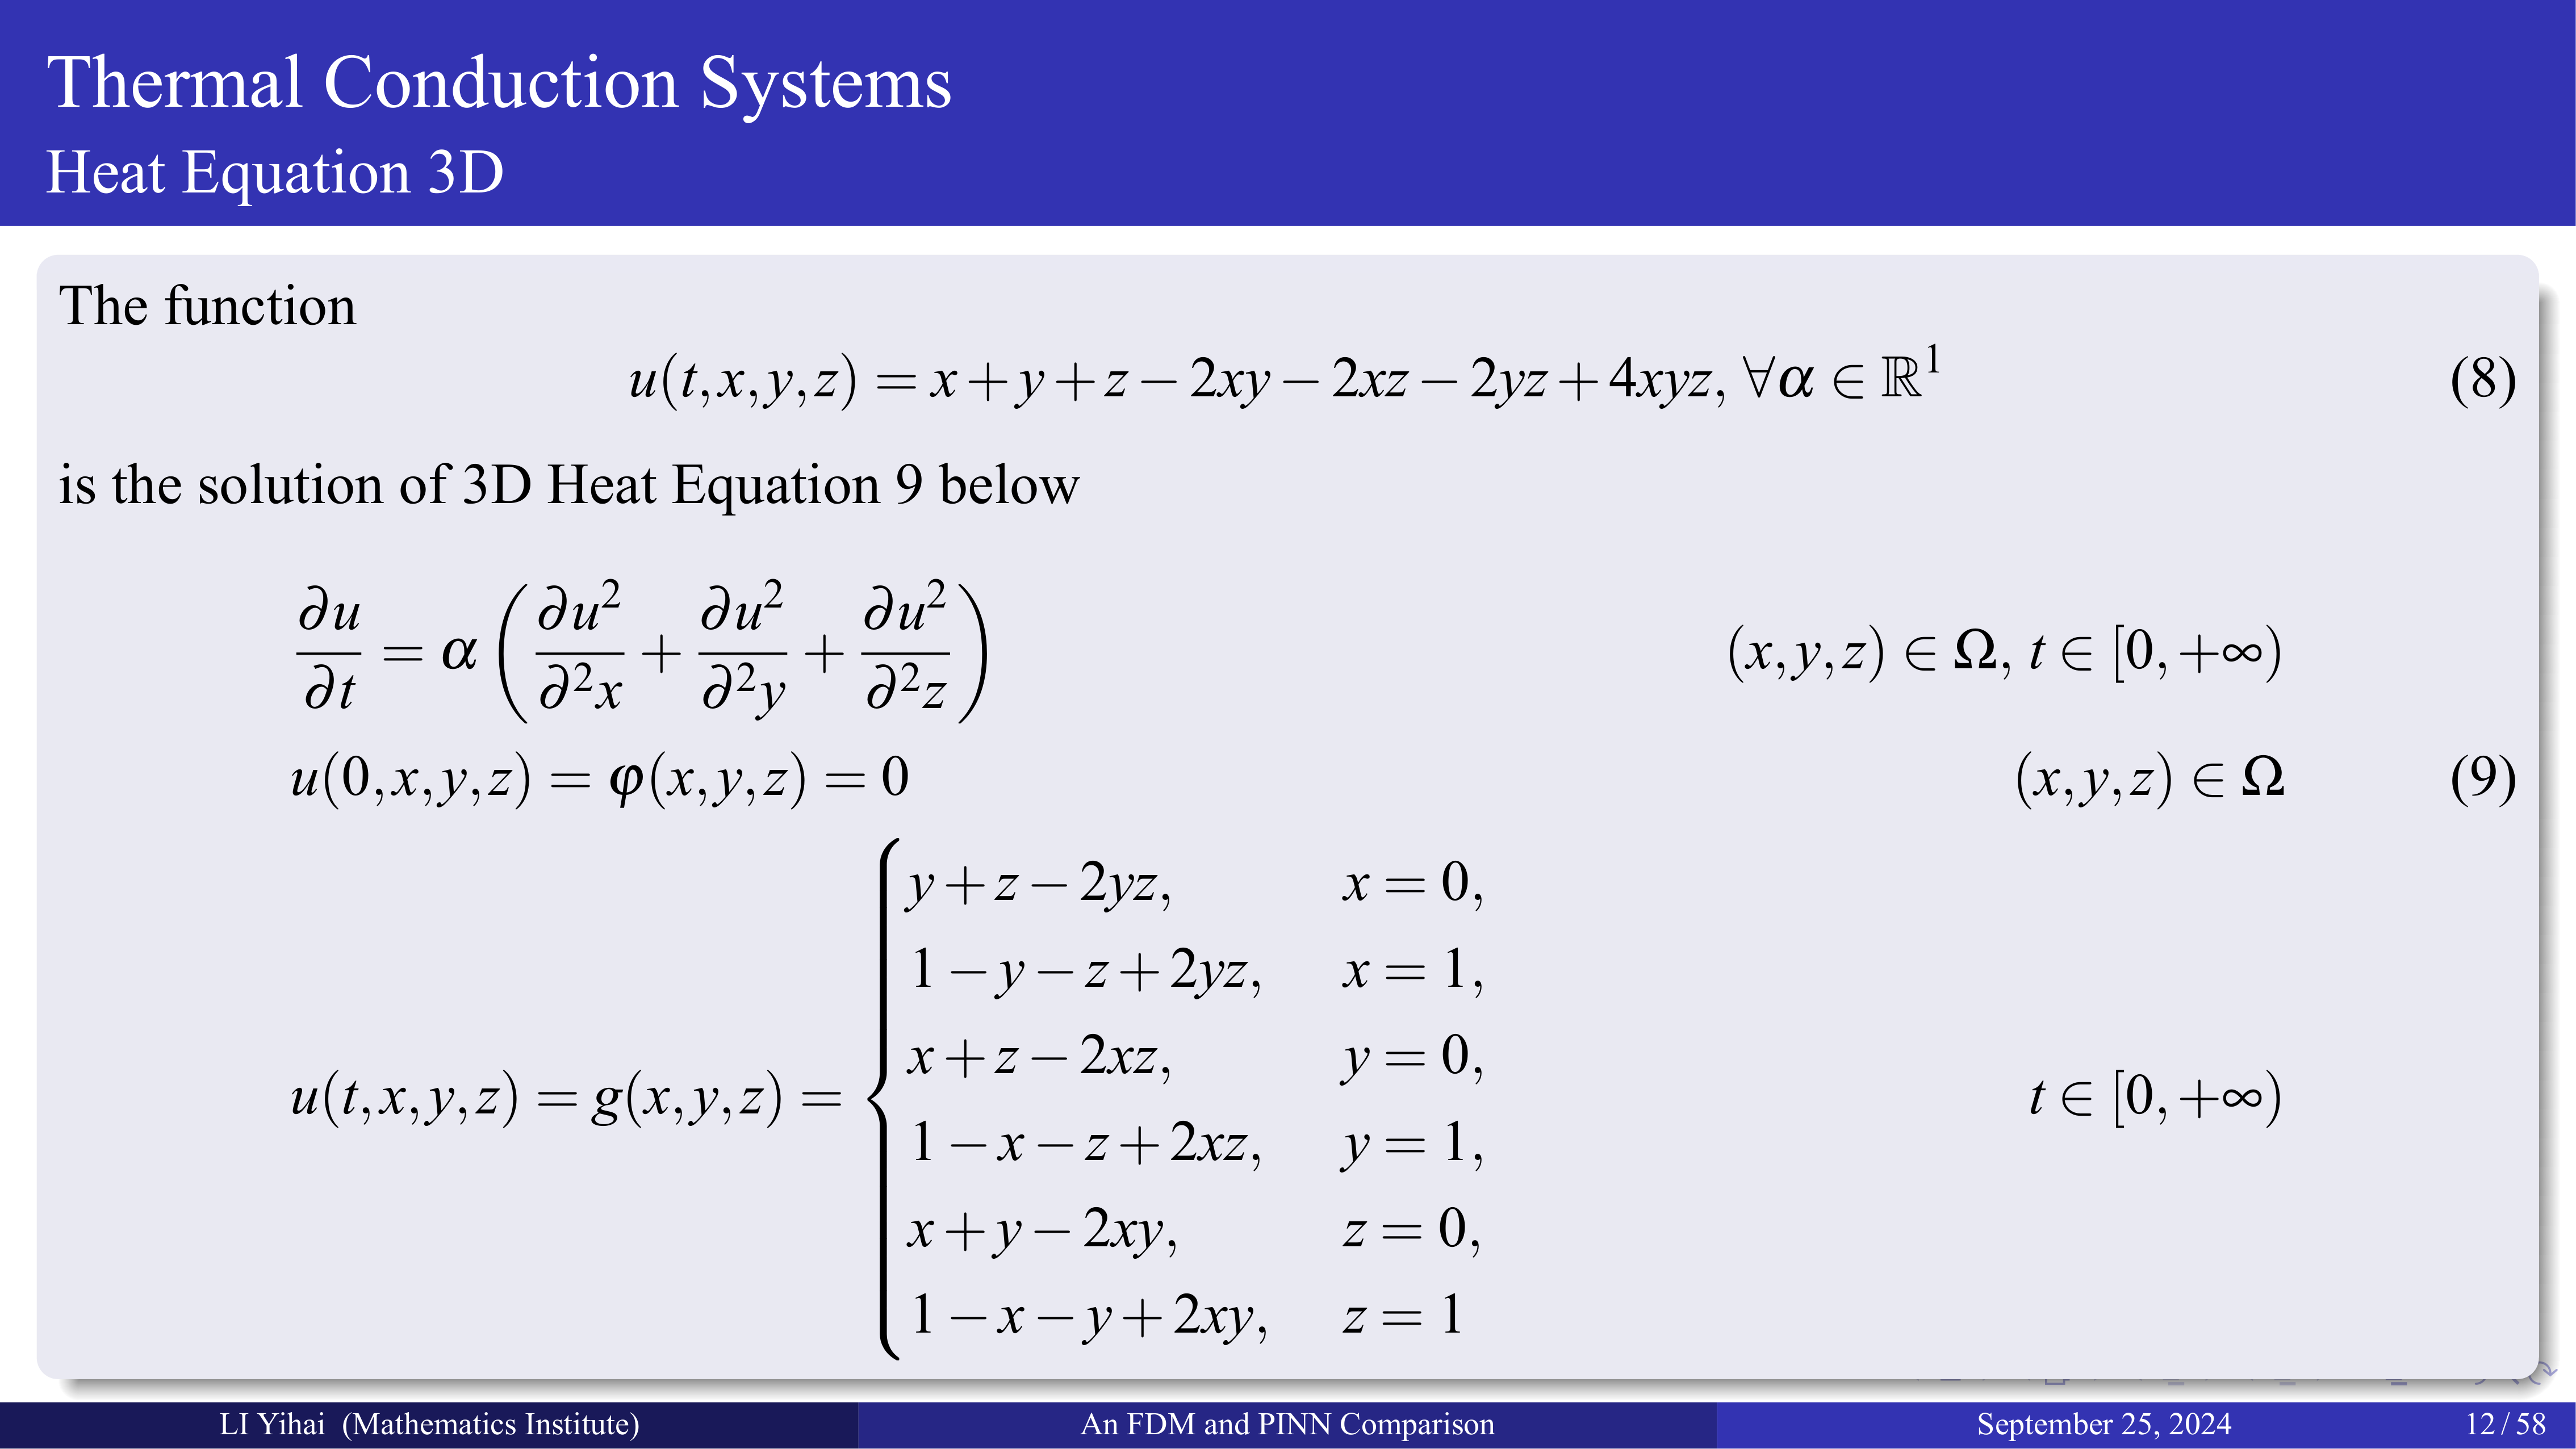 Thermal Conduction Systems
Heat Equation 3D
The function
u(t,x,y,z) = x + y + z − 2xy − 2xz − 2yz + 4xyz, ∀α ∈ ℝ¹ (8)
is the solution of 3D Heat Equation 9 below
∂u/∂t = α (∂u²/∂²x + ∂u²/∂²y + ∂u²/∂²z) (x,y,z) ∈ Ω, t ∈ [0,+∞)
u(0,x,y,z) = φ(x,y,z) = 0 (x,y,z) ∈ Ω (9)
u(t,x,y,z) = g(x,y,z) = { t ∈ [0,+∞)
y + z − 2yz, x = 0,
1 − y − z + 2yz, x = 1,
x + z − 2xz, y = 0,
1 − x − z + 2xz, y = 1,
x + y − 2xy, z = 0,
1 − x − y + 2xy, z = 1
LI Yihai (Mathematics Institute) An FDM and PINN Comparison September 25, 2024 12 / 58